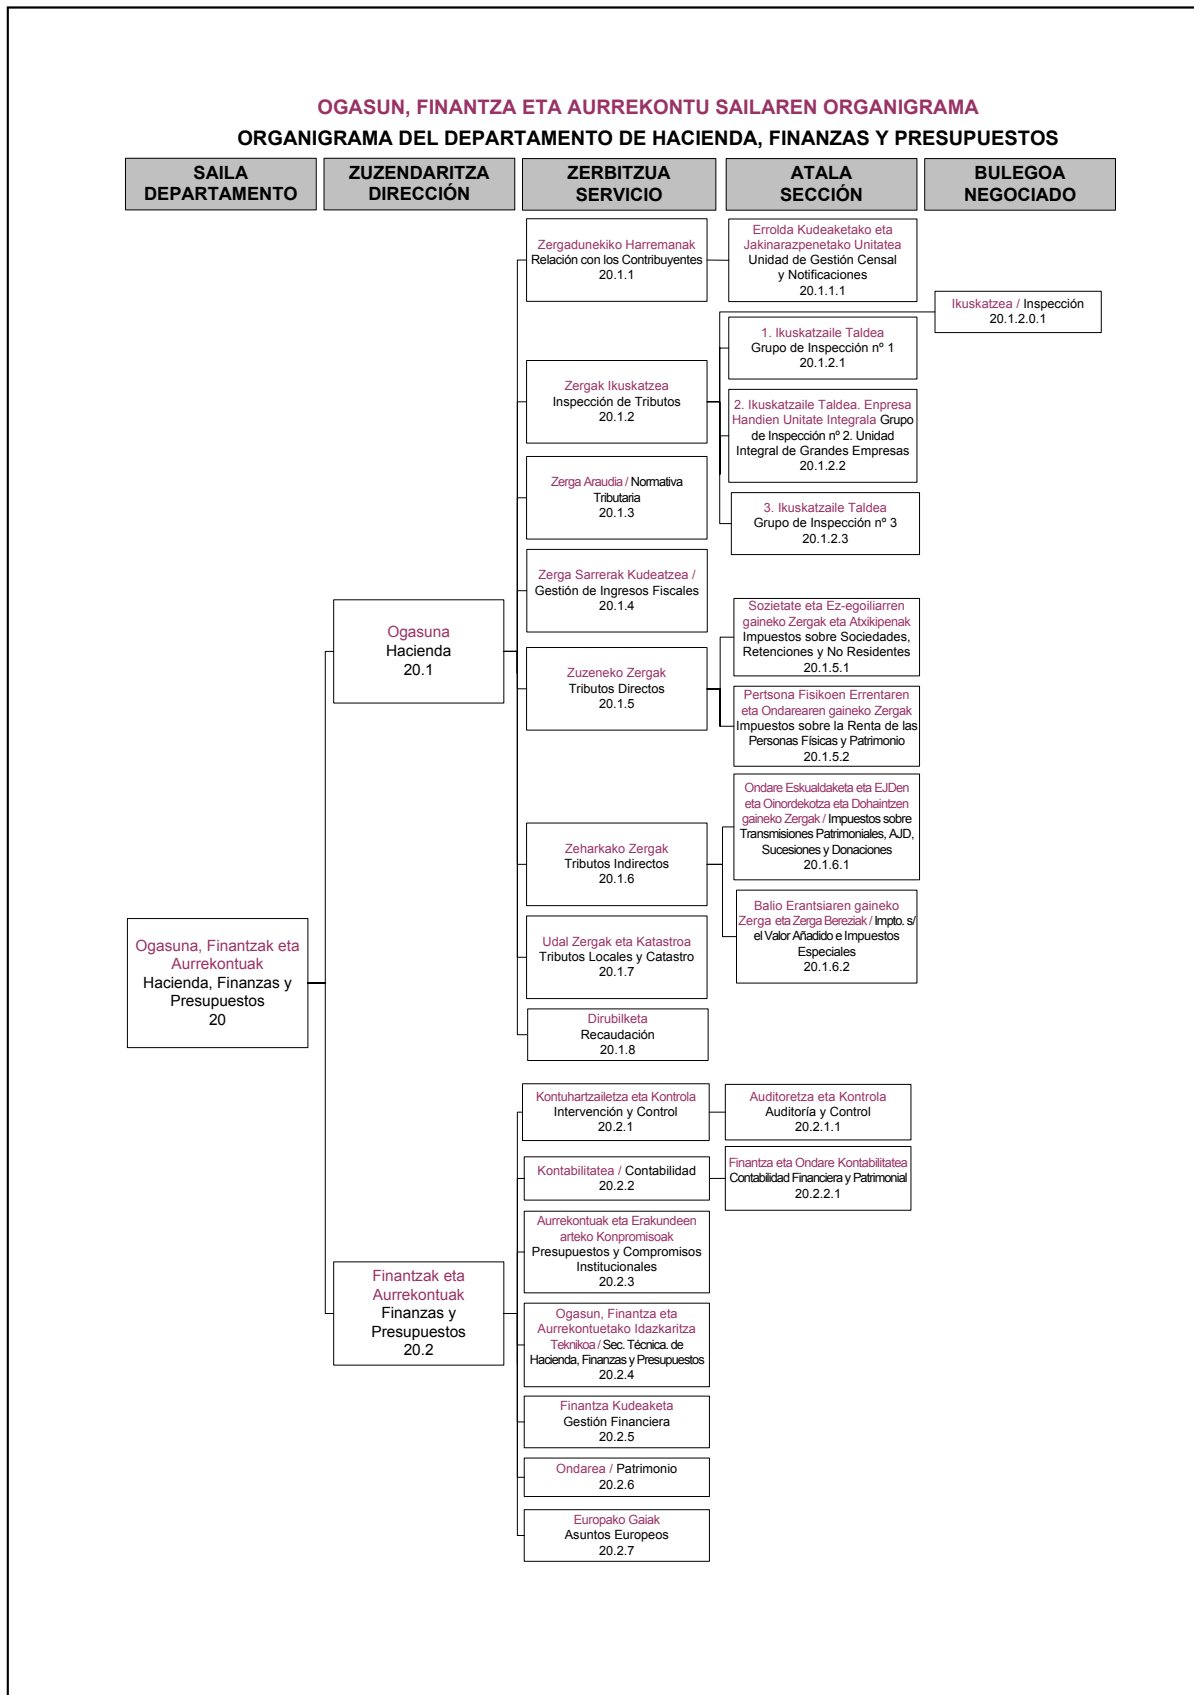 OGASUN, FINANTZA ETA AURREKONTU SAILAREN ORGANIGRAMA
ORGANIGRAMA DEL DEPARTAMENTO DE HACIENDA, FINANZAS Y PRESUPUESTOS
SAILA
DEPARTAMENTO
ZUZENDARITZA
DIRECCIÓN
ZERBITZUA
SERVICIO
ATALA
SECCIÓN
BULEGOA
NEGOCIADO
Ogasuna, Finantzak eta
Aurrekontuak
Hacienda, Finanzas y
Presupuestos
20
Ogasuna
Hacienda
20.1
Zergadunekiko Harremanak
Relación con los Contribuyentes
20.1.1
Errolda Kudeaketako eta
Jakinarazpenetako Unitatea
Unidad de Gestión Censal
y Notificaciones
20.1.1.1
Zergak Ikuskatzea
Inspección de Tributos
20.1.2
Ikuskatzea / Inspección
20.1.2.0.1
1. Ikuskatzaile Taldea
Grupo de Inspección nº 1
20.1.2.1
2. Ikuskatzaile Taldea. Enpresa
Handien Unitate Integrala Grupo
de Inspección nº 2. Unidad
Integral de Grandes Empresas
20.1.2.2
3. Ikuskatzaile Taldea
Grupo de Inspección nº 3
20.1.2.3
Zerga Araudia / Normativa
Tributaria
20.1.3
Zerga Sarrerak Kudeatzea /
Gestión de Ingresos Fiscales
20.1.4
Zuzeneko Zergak
Tributos Directos
20.1.5
Sozietate eta Ez-egoiliarren
gaineko Zergak eta Atxikipenak
Impuestos sobre Sociedades,
Retenciones y No Residentes
20.1.5.1
Pertsona Fisikoen Errentaren
eta Ondarearen gaineko Zergak
Impuestos sobre la Renta de las
Personas Físicas y Patrimonio
20.1.5.2
Zeharkako Zergak
Tributos Indirectos
20.1.6
Ondare Eskualdaketa eta EJDen
eta Oinordekotza eta Dohaintzen
gaineko Zergak / Impuestos sobre
Transmisiones Patrimoniales, AJD,
Sucesiones y Donaciones
20.1.6.1
Balio Erantsiaren gaineko
Zerga eta Zerga Bereziak / Impto. s/
el Valor Añadido e Impuestos
Especiales
20.1.6.2
Udal Zergak eta Katastroa
Tributos Locales y Catastro
20.1.7
Dirubilketa
Recaudación
20.1.8
Finantzak eta
Aurrekontuak
Finanzas y
Presupuestos
20.2
Kontuhartzailetza eta Kontrola
Intervención y Control
20.2.1
Auditoretza eta Kontrola
Auditoría y Control
20.2.1.1
Kontabilitatea / Contabilidad
20.2.2
Finantza eta Ondare Kontabilitatea
Contabilidad Financiera y Patrimonial
20.2.2.1
Aurrekontuak eta Erakundeen
arteko Konpromisoak
Presupuestos y Compromisos
Institucionales
20.2.3
Ogasun, Finantza eta
Aurrekontuetako Idazkaritza
Teknikoa / Sec. Técnica. de
Hacienda, Finanzas y Presupuestos
20.2.4
Finantza Kudeaketa
Gestión Financiera
20.2.5
Ondarea / Patrimonio
20.2.6
Europako Gaiak
Asuntos Europeos
20.2.7